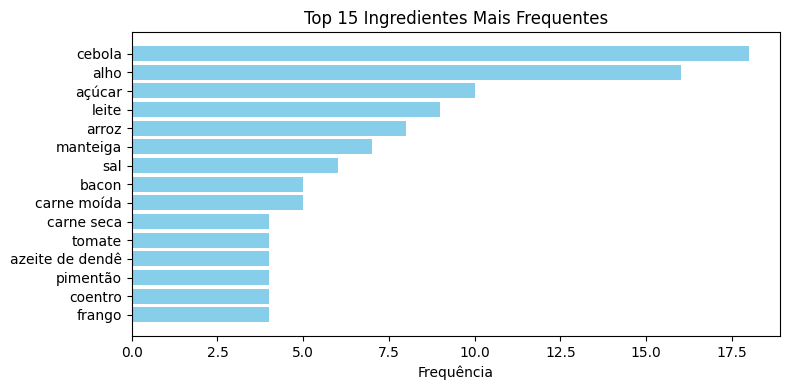 Top 15 Ingredientes Mais Frequentes
cebola
alho
açúcar
leite
arroz
manteiga
sal
bacon
carne moída
carne seca
tomate
azeite de dendê
pimentão
coentro
frango
0.0 2.5 5.0 7.5 10.0 12.5 15.0 17.5
Frequência